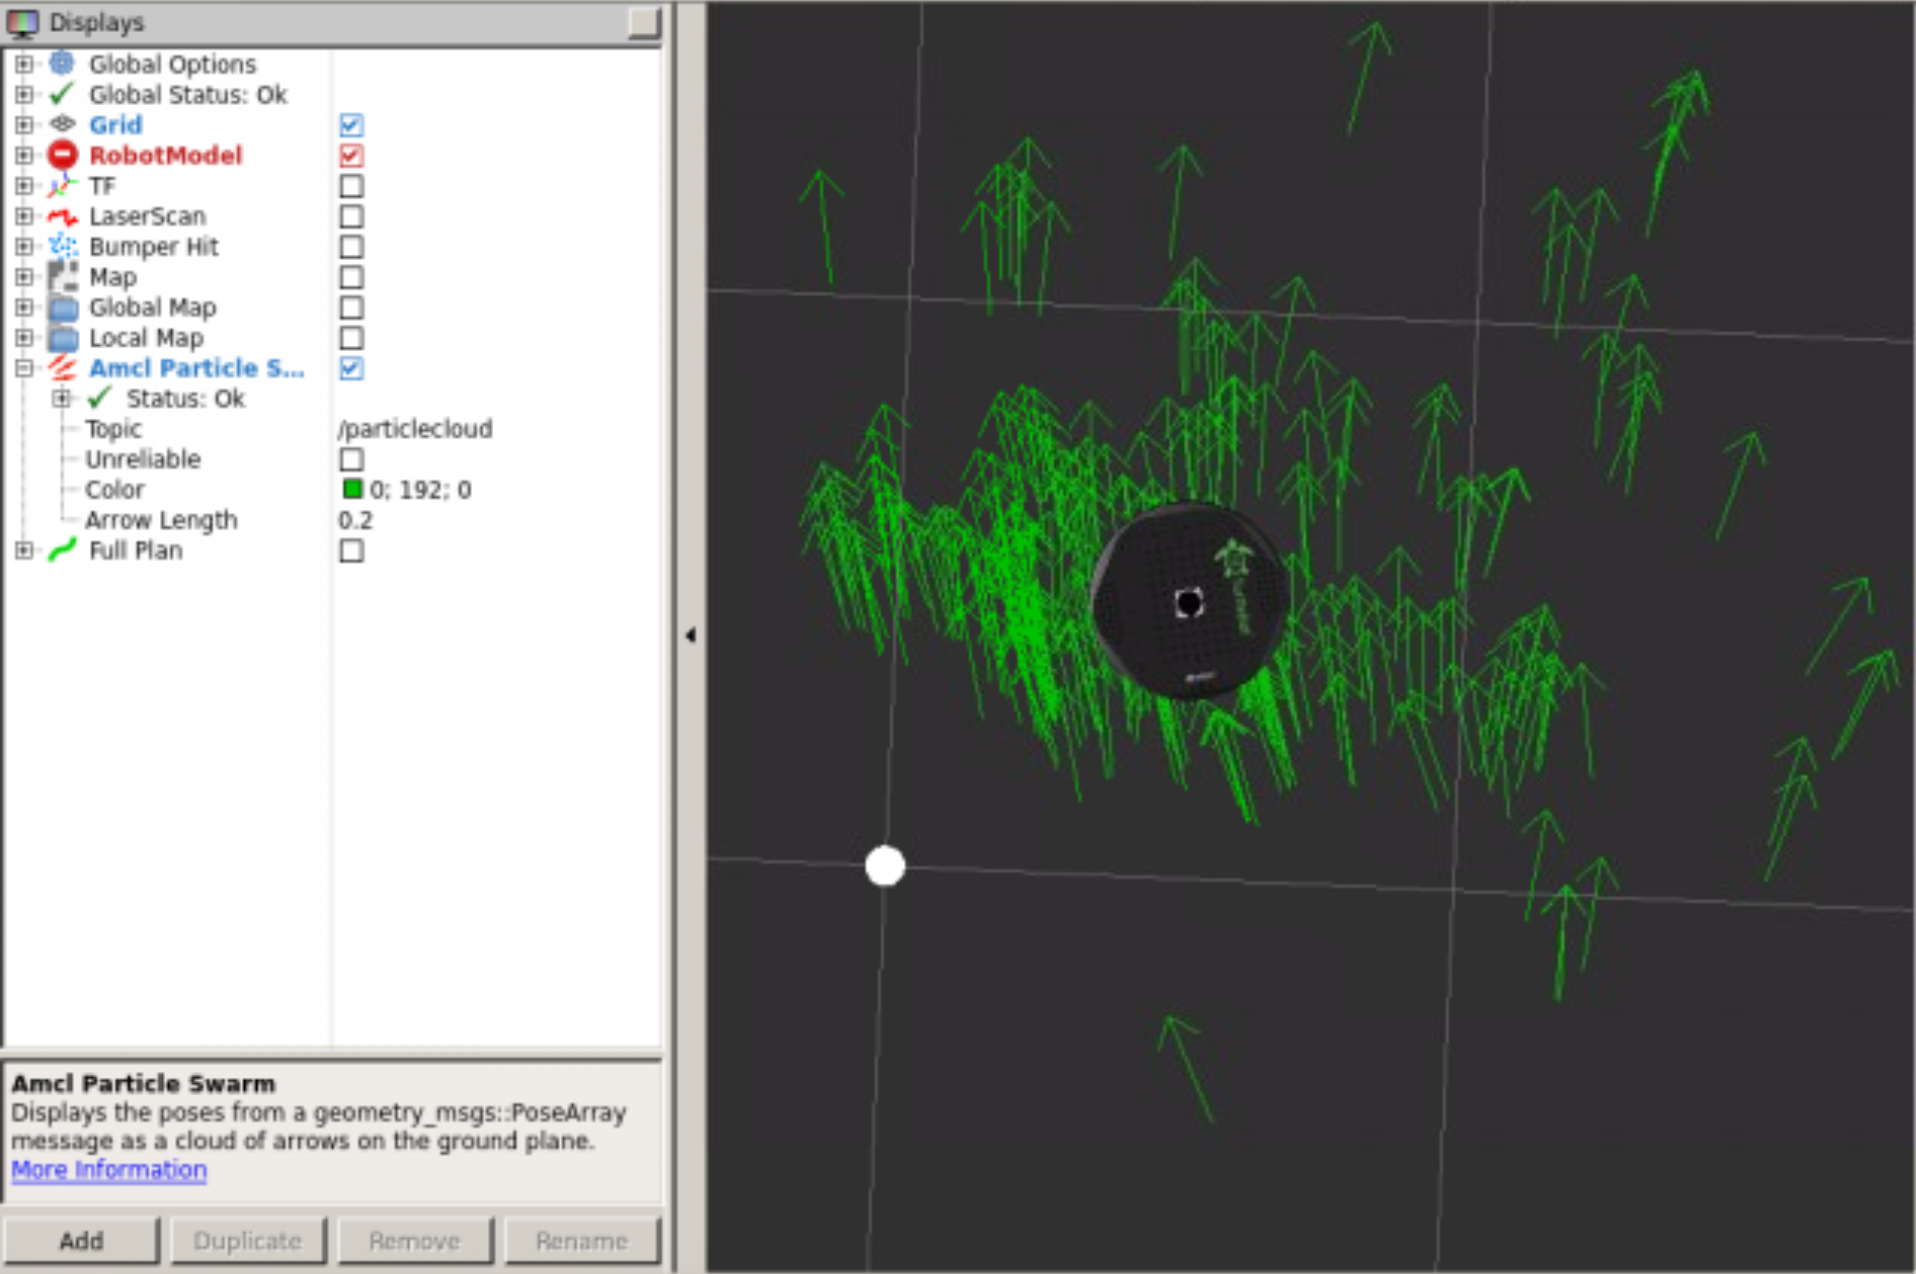 Displays
Global Options
Global Status: Ok
Grid
RobotModel
TF
LaserScan
Bumper Hit
Map
Global Map
Local Map
Amcl Particle S...
Status: Ok
Topic /particlecloud
Unreliable
Color 0; 192; 0
Arrow Length 0.2
Full Plan
Amcl Particle Swarm
Displays the poses from a geometry_msgs::PoseArray
message as a cloud of arrows on the ground plane.
More Information
Add Duplicate Remove Rename